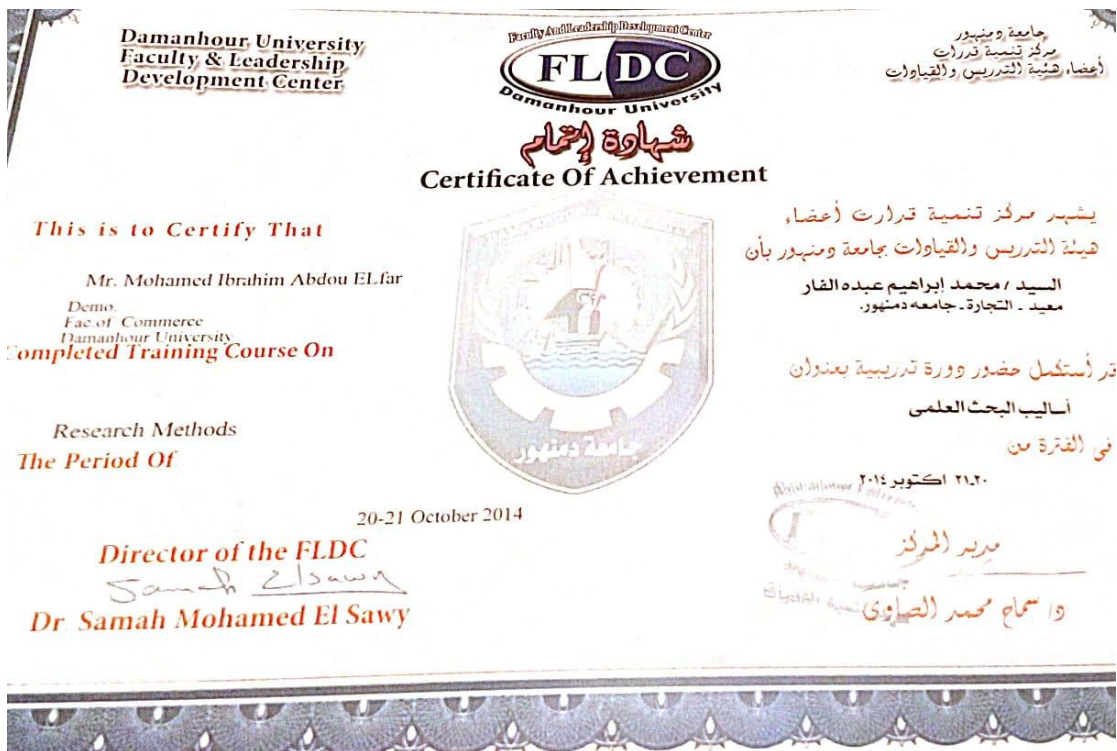 Damanhour University
Faculty & Leadership
Development Center
Faculty And Leadership Development Center
FLDC
Damanhour University
جامعة دمنهور
مركز تنمية قدرات
أعضاء هئية التدريس والقيادات
شهادة إتمام
Certificate Of Achievement
This is to Certify That
Mr. Mohamed Ibrahim Abdou ELfar
Demo.
Fac.of Commerce
Damanhour University
Completed Training Course On
Research Methods
The Period Of
20-21 October 2014
Director of the FLDC
Samah Elsawy
Dr. Samah Mohamed El Sawy
يشهد مركز تنمية قدرارت أعضاء
هيئة التدريس والقيادات بجامعة دمنهور بأن
السيد / محمد إبراهيم عبده الفار
معيد - التجارة - جامعه دمنهور.
قد أستكمل حضور دورة تدريبية بعنوان
أساليب البحث العلمى
فى الفترة من
٢٠-٢١ اكتوبر ٢٠١٤
مدير المركز
د/ سماح محمد الصاوى
جامعة دمنهور